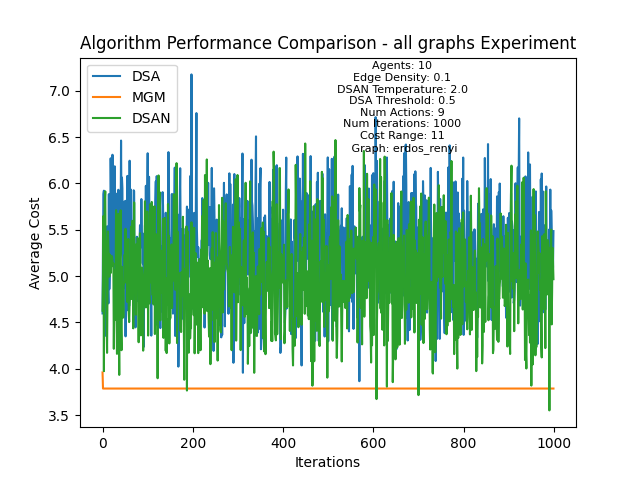 Algorithm Performance Comparison - all graphs Experiment
DSA
MGM
DSAN
Agents: 10
Edge Density: 0.1
DSAN Temperature: 2.0
DSA Threshold: 0.5
Num Actions: 9
Num Iterations: 1000
Cost Range: 11
Graph: erdos_renyi
Average Cost
7.0
6.5
6.0
5.5
5.0
4.5
4.0
3.5
0 200 400 600 800 1000
Iterations